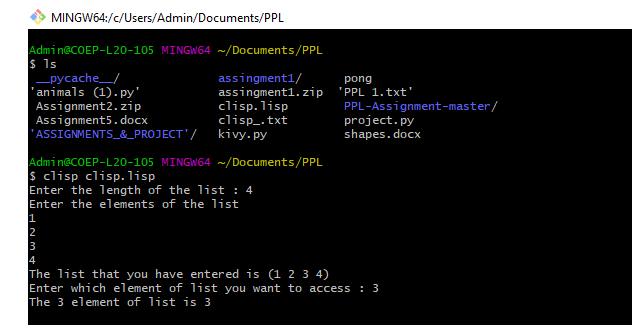 MINGW64:/c/Users/Admin/Documents/PPL
Admin@COEP-L20-105 MINGW64 ~/Documents/PPL
$ ls
__pycache__/ assingment1/ pong
'animals (1).py' assingment1.zip 'PPL 1.txt'
Assignment2.zip clisp.lisp PPL-Assignment-master/
Assignment5.docx clisp_.txt project.py
'ASSIGNMENTS_&_PROJECT'/ kivy.py shapes.docx
Admin@COEP-L20-105 MINGW64 ~/Documents/PPL
$ clisp clisp.lisp
Enter the length of the list : 4
Enter the elements of the list
1
2
3
4
The list that you have entered is (1 2 3 4)
Enter which element of list you want to access : 3
The 3 element of list is 3